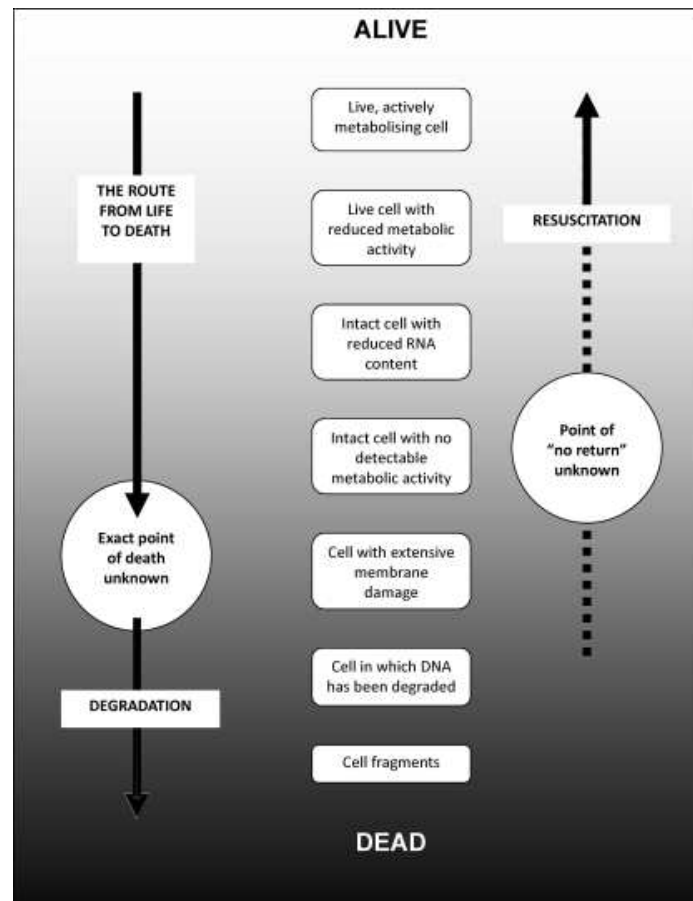 ALIVE
Live, actively
metabolising cell
THE ROUTE
FROM LIFE
TO DEATH
Live cell with
reduced metabolic
activity
RESUSCITATION
Intact cell with
reduced RNA
content
Intact cell with no
detectable
metabolic activity
Point of
“no return”
unknown
Exact point
of death
unknown
Cell with extensive
membrane
damage
Cell in which DNA
has been degraded
DEGRADATION
Cell fragments
DEAD